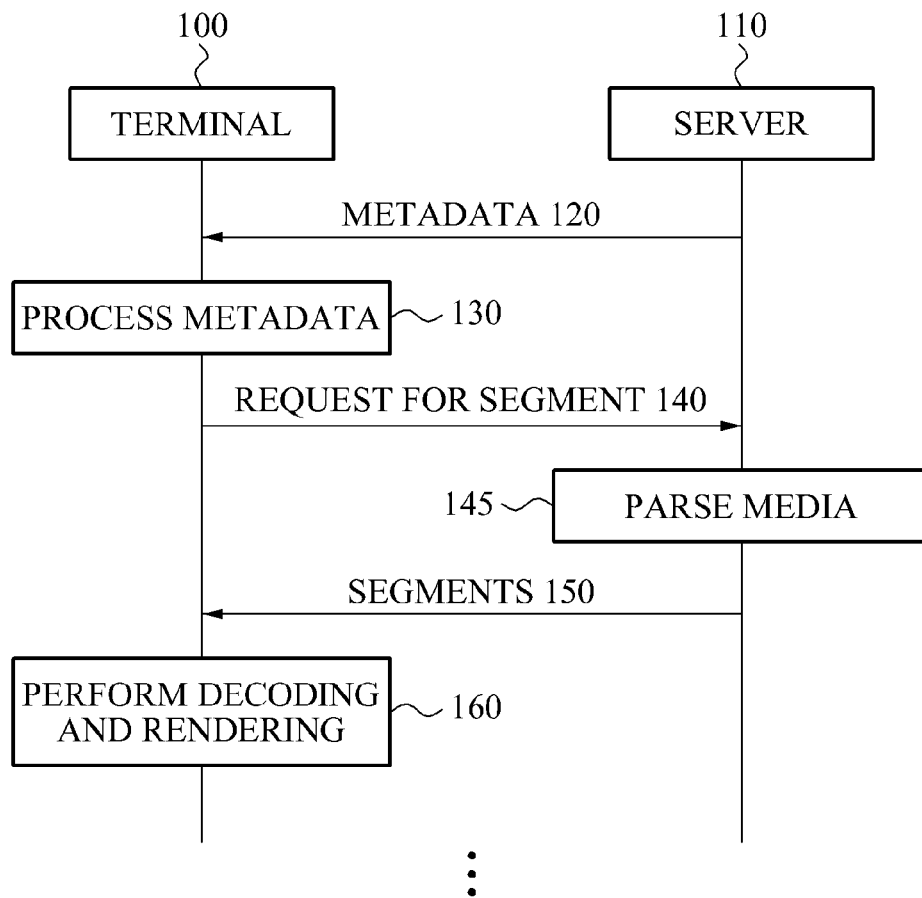 100
110
TERMINAL
SERVER
METADATA 120
PROCESS METADATA
130
REQUEST FOR SEGMENT 140
145
PARSE MEDIA
SEGMENTS 150
PERFORM DECODING
AND RENDERING
160